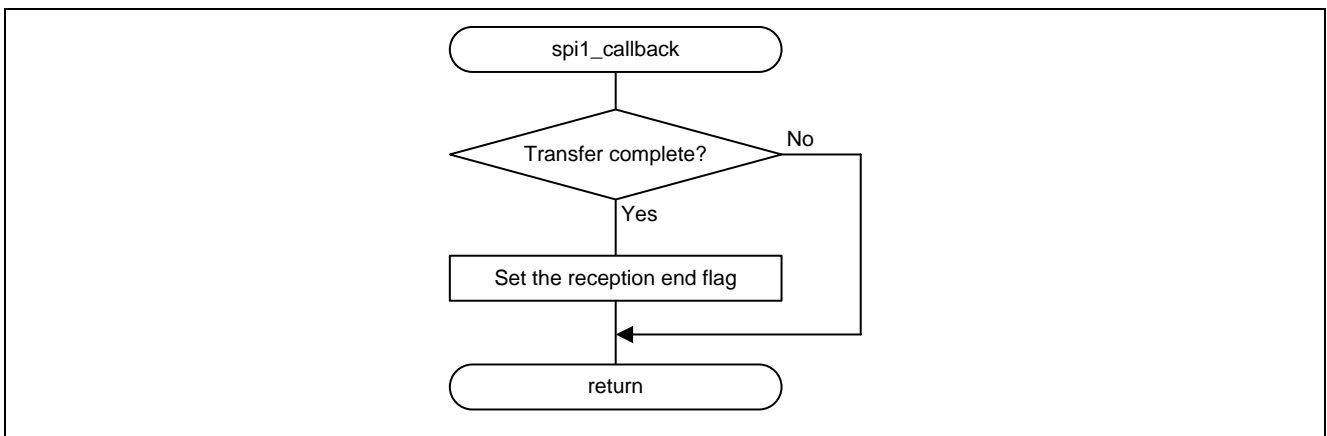 spi1_callback
Transfer complete?
No
Yes
Set the reception end flag
return